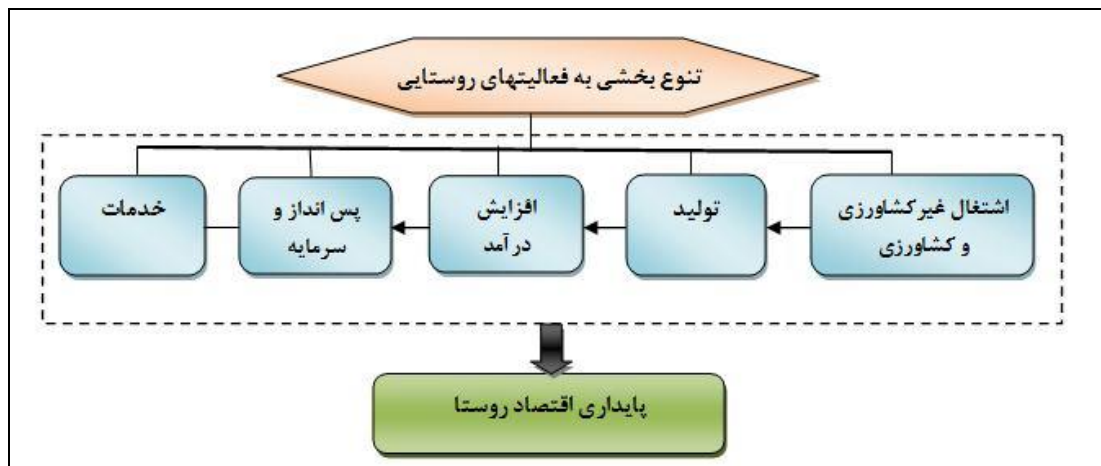 تنوع بخشی به فعالیتهای روستایی
اشتغال غیرکشاورزی
و کشاورزی
تولید
افزایش
درآمد
پس انداز و
سرمایه
خدمات
پایداری اقتصاد روستا